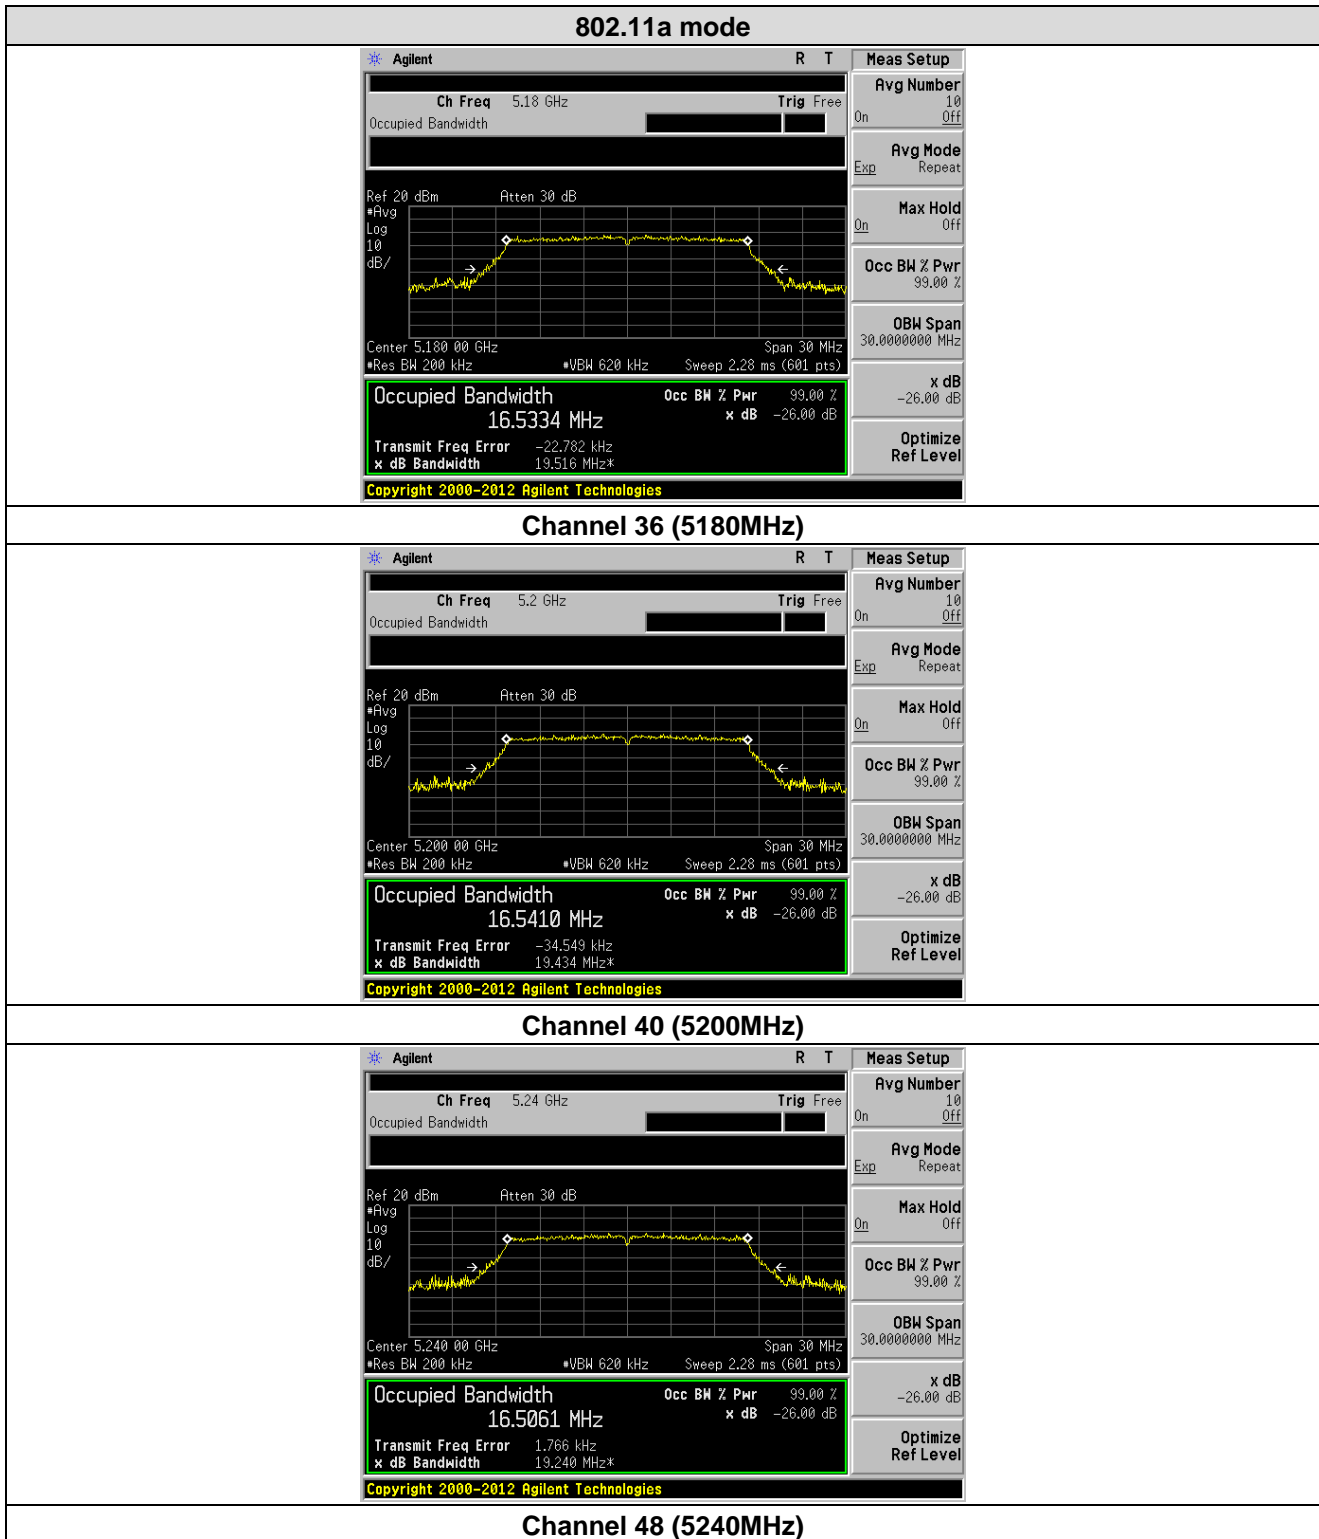 802.11a mode
Agilent R T Meas Setup
Avg Number
10
On Off
Ch Freq 5.18 GHz Trig Free
Occupied Bandwidth
Avg Mode
Exp Repeat
Ref 20 dBm Atten 30 dB
#Avg
Log
10
dB/
Max Hold
On Off
Occ BW % Pwr
99.00 %
OBW Span
30.0000000 MHz
Center 5.180 00 GHz Span 30 MHz
#Res BW 200 kHz #VBW 620 kHz Sweep 2.28 ms (601 pts)
x dB
-26.00 dB
Occupied Bandwidth Occ BW % Pwr 99.00 %
16.5334 MHz x dB -26.00 dB
Optimize
Ref Level
Transmit Freq Error -22.782 kHz
x dB Bandwidth 19.516 MHz*
Copyright 2000-2012 Agilent Technologies
Channel 36 (5180MHz)
Agilent R T Meas Setup
Avg Number
10
On Off
Ch Freq 5.2 GHz Trig Free
Occupied Bandwidth
Avg Mode
Exp Repeat
Ref 20 dBm Atten 30 dB
#Avg
Log
10
dB/
Max Hold
On Off
Occ BW % Pwr
99.00 %
OBW Span
30.0000000 MHz
Center 5.200 00 GHz Span 30 MHz
#Res BW 200 kHz #VBW 620 kHz Sweep 2.28 ms (601 pts)
x dB
-26.00 dB
Occupied Bandwidth Occ BW % Pwr 99.00 %
16.5410 MHz x dB -26.00 dB
Optimize
Ref Level
Transmit Freq Error -34.549 kHz
x dB Bandwidth 19.434 MHz*
Copyright 2000-2012 Agilent Technologies
Channel 40 (5200MHz)
Agilent R T Meas Setup
Avg Number
10
On Off
Ch Freq 5.24 GHz Trig Free
Occupied Bandwidth
Avg Mode
Exp Repeat
Ref 20 dBm Atten 30 dB
#Avg
Log
10
dB/
Max Hold
On Off
Occ BW % Pwr
99.00 %
OBW Span
30.0000000 MHz
Center 5.240 00 GHz Span 30 MHz
#Res BW 200 kHz #VBW 620 kHz Sweep 2.28 ms (601 pts)
x dB
-26.00 dB
Occupied Bandwidth Occ BW % Pwr 99.00 %
16.5061 MHz x dB -26.00 dB
Optimize
Ref Level
Transmit Freq Error 1.766 kHz
x dB Bandwidth 19.240 MHz*
Copyright 2000-2012 Agilent Technologies
Channel 48 (5240MHz)